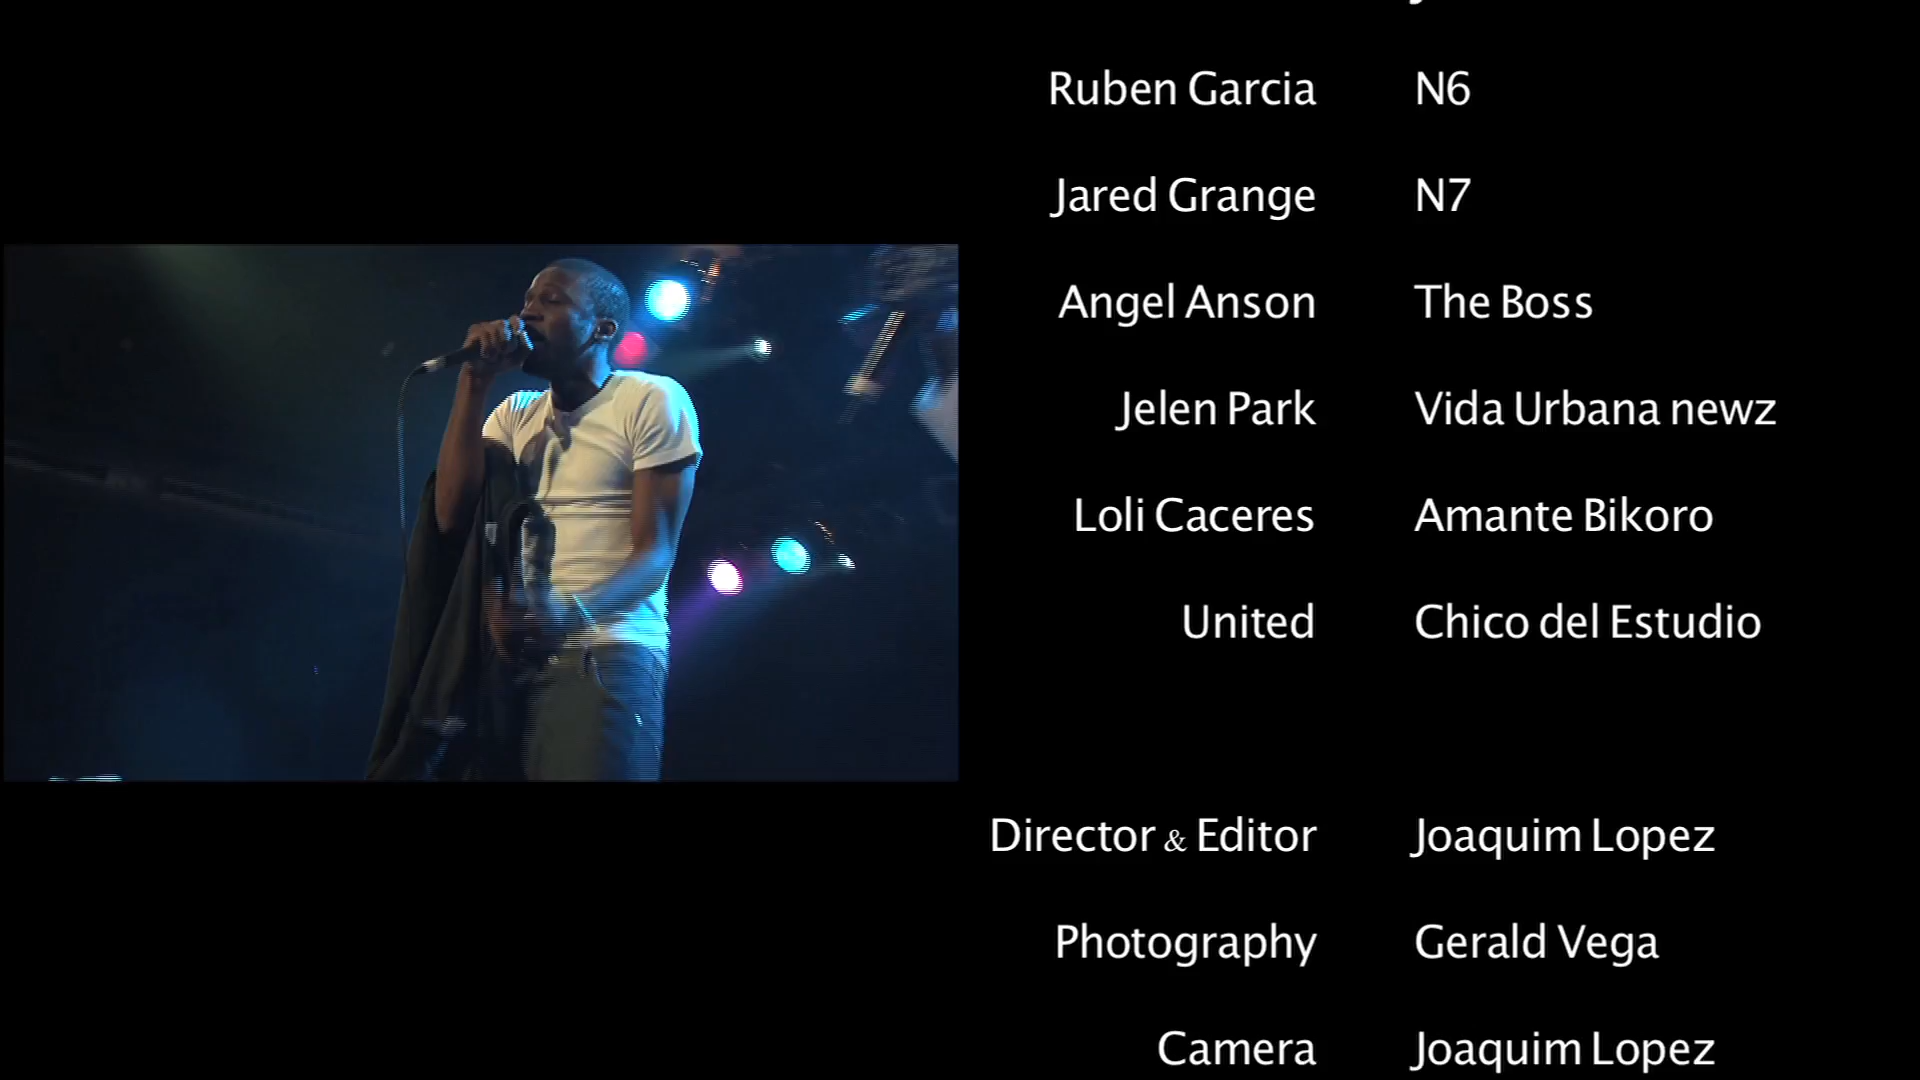 Ruben Garcia N6
Jared Grange N7
Angel Anson The Boss
Jelen Park Vida Urbana newz
Loli Caceres Amante Bikoro
United Chico del Estudio
Director & Editor Joaquim Lopez
Photography Gerald Vega
Camera Joaquim Lopez